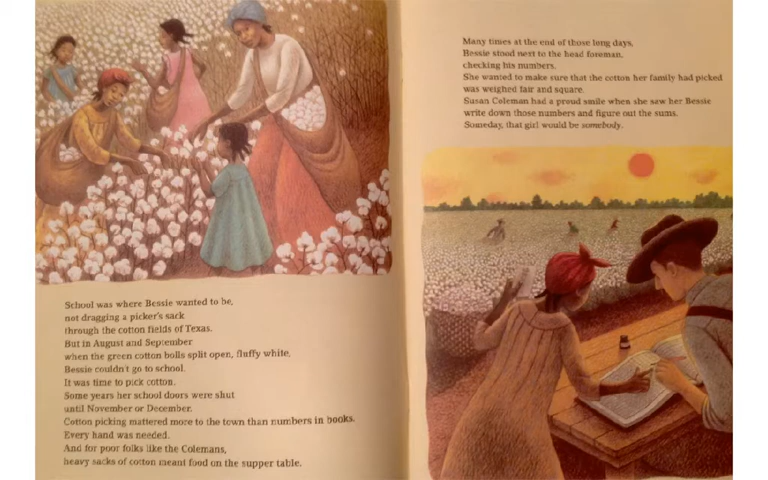 School was where Bessie wanted to be,
not dragging a picker's sack
through the cotton fields of Texas.
But in August and September
when the green cotton bolls split open, fluffy white,
Bessie couldn't go to school.
It was time to pick cotton.
Some years her school doors were shut
until November or December.
Cotton picking mattered more to the town than numbers in books.
Every hand was needed.
And for poor folks like the Colemans,
heavy sacks of cotton meant food on the supper table.
Many times at the end of those long days,
Bessie stood next to the head foreman,
checking his numbers.
She wanted to make sure that the cotton her family had picked
was weighed fair and square.
Susan Coleman had a proud smile when she saw her Bessie
write down those numbers and figure out the sums.
Someday, that girl would be somebody.